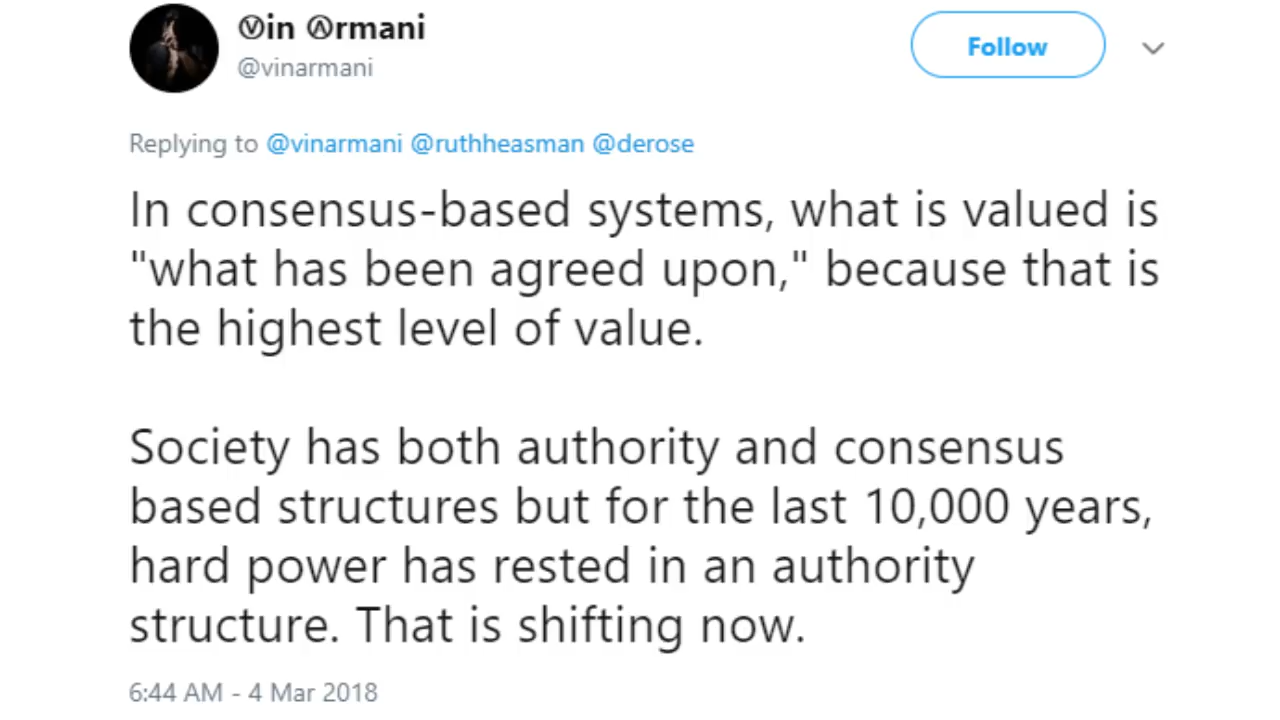 Ⓥin Ⓐrmani
@vinarmani
Follow
Replying to @vinarmani @ruthheasman @derose
In consensus-based systems, what is valued is
"what has been agreed upon," because that is
the highest level of value.
Society has both authority and consensus
based structures but for the last 10,000 years,
hard power has rested in an authority
structure. That is shifting now.
6:44 AM - 4 Mar 2018